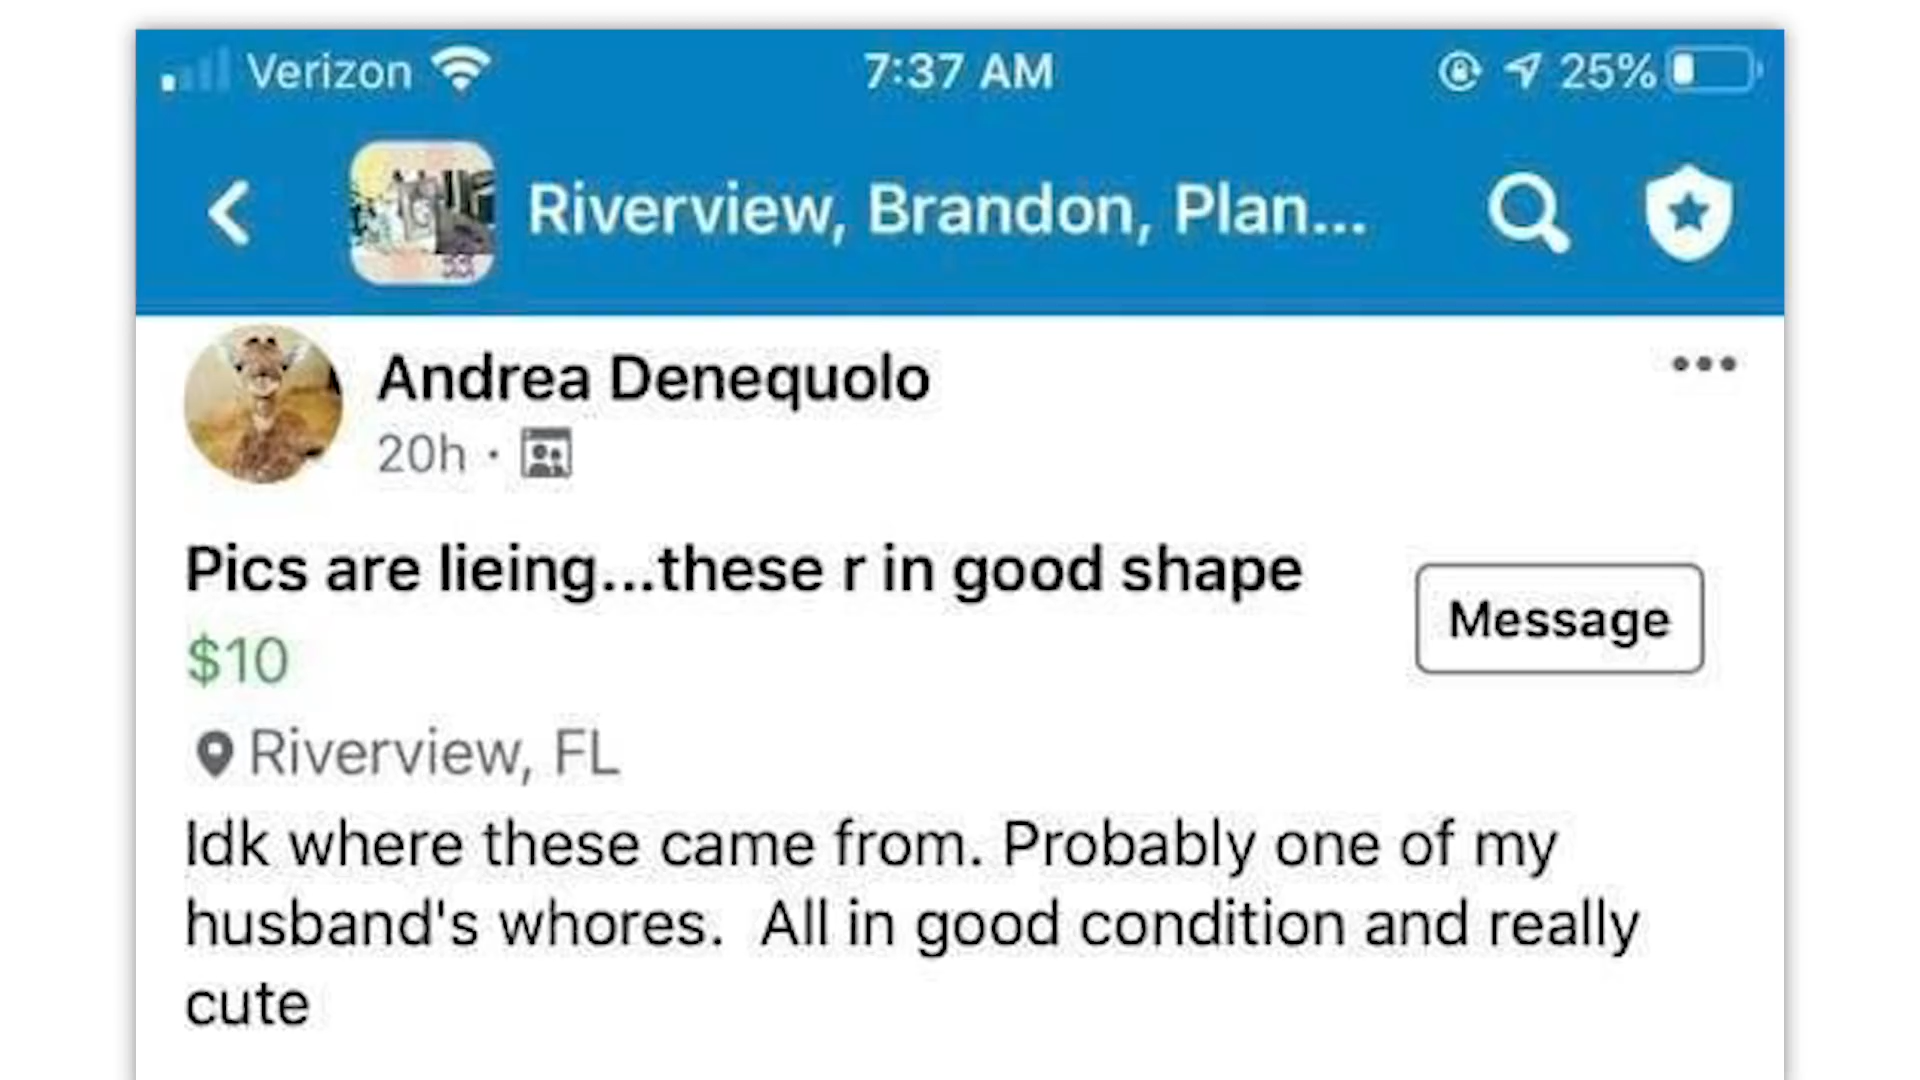 Verizon 7:37 AM 25%
Riverview, Brandon, Plan...
Andrea Denequolo
20h ·
Pics are lieing...these r in good shape
Message
$10
Riverview, FL
Idk where these came from. Probably one of my
husband's whores.  All in good condition and really
cute